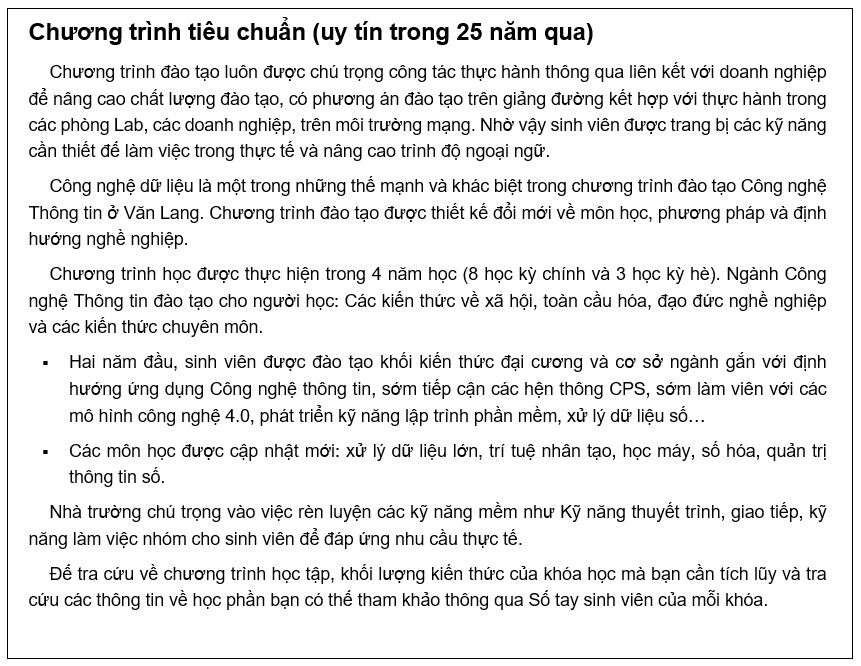 Chương trình tiêu chuẩn (uy tín trong 25 năm qua)
Chương trình đào tạo luôn được chú trọng công tác thực hành thông qua liên kết với doanh nghiệp
để nâng cao chất lượng đào tạo, có phương án đào tạo trên giảng đường kết hợp với thực hành trong
các phòng Lab, các doanh nghiệp, trên môi trường mạng. Nhờ vậy sinh viên được trang bị các kỹ năng
cần thiết để làm việc trong thực tế và nâng cao trình độ ngoại ngữ.
Công nghệ dữ liệu là một trong những thế mạnh và khác biệt trong chương trình đào tạo Công nghệ
Thông tin ở Văn Lang. Chương trình đào tạo được thiết kế đổi mới về môn học, phương pháp và định
hướng nghề nghiệp.
Chương trình học được thực hiện trong 4 năm học (8 học kỳ chính và 3 học kỳ hè). Ngành Công
nghệ Thông tin đào tạo cho người học: Các kiến thức về xã hội, toàn cầu hóa, đạo đức nghề nghiệp
và các kiến thức chuyên môn.
▪ Hai năm đầu, sinh viên được đào tạo khối kiến thức đại cương và cơ sở ngành gắn với định
hướng ứng dụng Công nghệ thông tin, sớm tiếp cận các hện thông CPS, sớm làm viên với các
mô hình công nghệ 4.0, phát triển kỹ năng lập trình phần mềm, xử lý dữ liệu số…
▪ Các môn học được cập nhật mới: xử lý dữ liệu lớn, trí tuệ nhân tạo, học máy, số hóa, quản trị
thông tin số.
Nhà trường chú trọng vào việc rèn luyện các kỹ năng mềm như Kỹ năng thuyết trình, giao tiếp, kỹ
năng làm việc nhóm cho sinh viên để đáp ứng nhu cầu thực tế.
Để tra cứu về chương trình học tập, khối lượng kiến thức của khóa học mà bạn cần tích lũy và tra
cứu các thông tin về học phần bạn có thể tham khảo thông qua Sổ tay sinh viên của mỗi khóa.